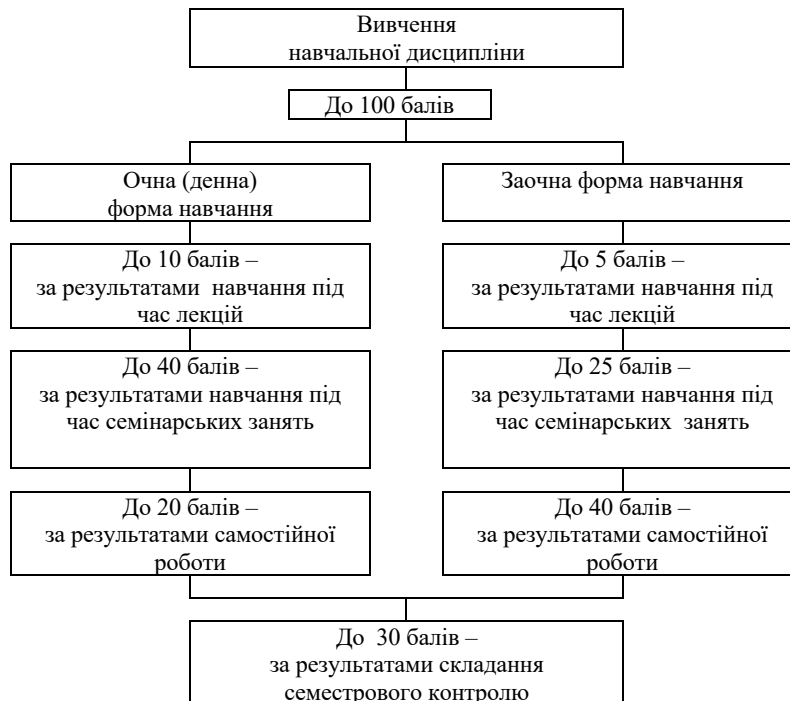 Вивчення
навчальної дисципліни
До 100 балів
Очна (денна)
форма навчання
Заочна форма навчання
До 10 балів –
за результатами навчання під
час лекцій
До 5 балів –
за результатами навчання під
час лекцій
До 40 балів –
за результатами навчання під
час семінарських занять
До 25 балів –
за результатами навчання під
час семінарських занять
До 20 балів –
за результатами самостійної
роботи
До 40 балів –
за результатами самостійної
роботи
До 30 балів –
за результатами складання
семестрового контролю